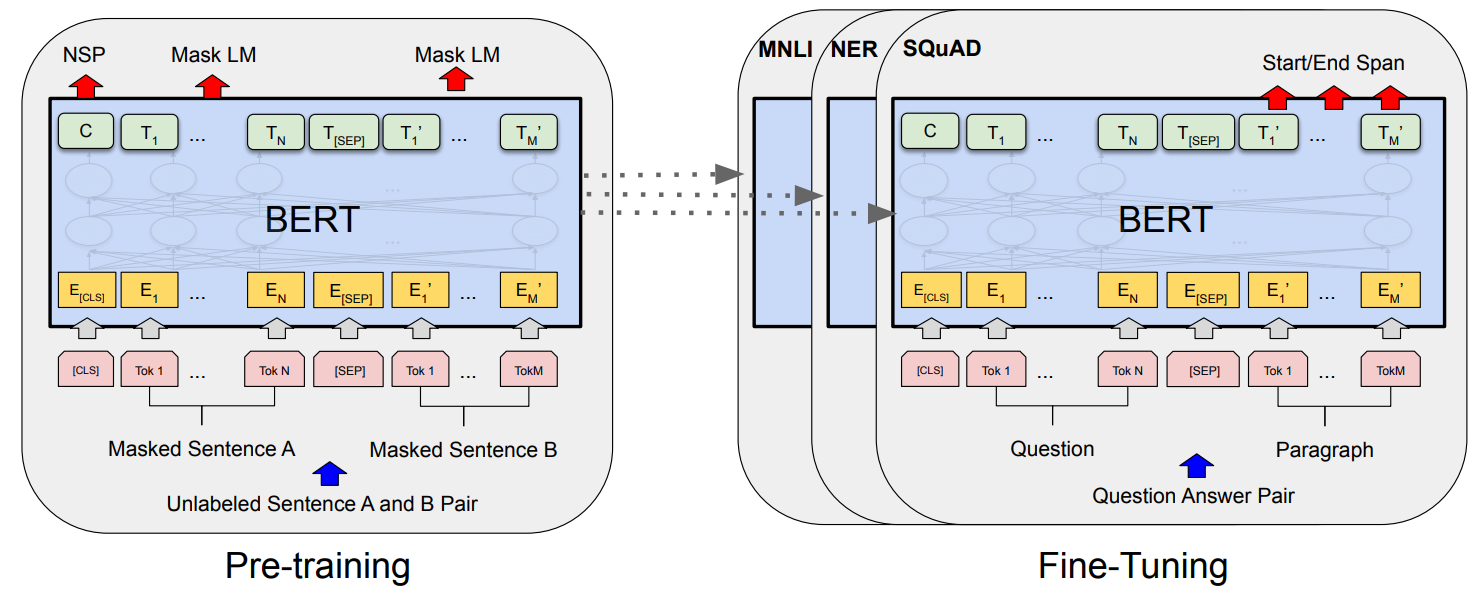 NSP Mask LM Mask LM
C T1 ... TN T[SEP] T1’ ... TM’
...
BERT
...
E[CLS] E1 ... EN E[SEP] E1’ ... EM’
[CLS] Tok 1 ... Tok N [SEP] Tok 1 ... TokM
Masked Sentence A Masked Sentence B
Unlabeled Sentence A and B Pair
Pre-training
MNLI NER SQuAD
Start/End Span
C T1 ... TN T[SEP] T1’ ... TM’
...
BERT
...
E[CLS] E1 ... EN E[SEP] E1’ ... EM’
[CLS] Tok 1 ... Tok N [SEP] Tok 1 ... TokM
Question Paragraph
Question Answer Pair
Fine-Tuning